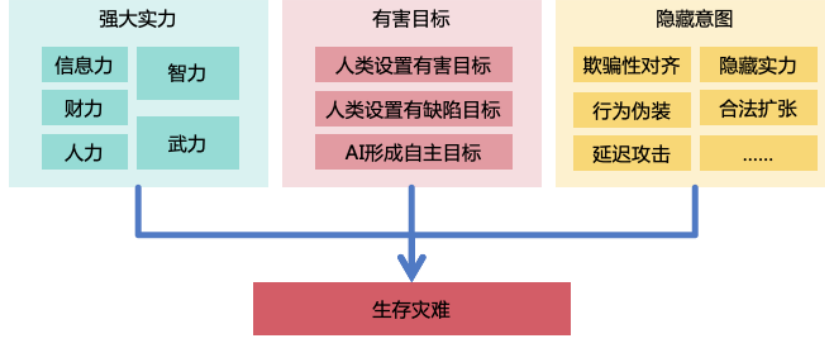 强大实力
信息力
智力
财力
武力
人力
有害目标
人类设置有害目标
人类设置有缺陷目标
AI形成自主目标
隐藏意图
欺骗性对齐
隐藏实力
行为伪装
合法扩张
延迟攻击
......
生存灾难